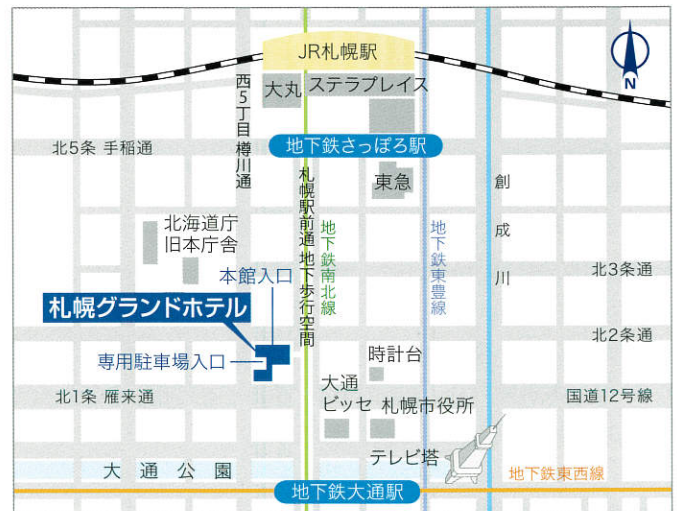 JR札幌駅
大丸
ステラプレイス
N
西5丁目 樽川通
北5条 手稲通
地下鉄さっぽろ駅
札幌駅前通 地下歩行空間
東急
創成川
北海道庁
旧本庁舎
地下鉄南北線
地下鉄東豊線
本館入口
北3条通
札幌グランドホテル
北2条通
専用駐車場入口
時計台
大通
ビッセ
札幌市役所
北1条 雁来通
国道12号線
テレビ塔
大通公園
地下鉄東西線
地下鉄大通駅